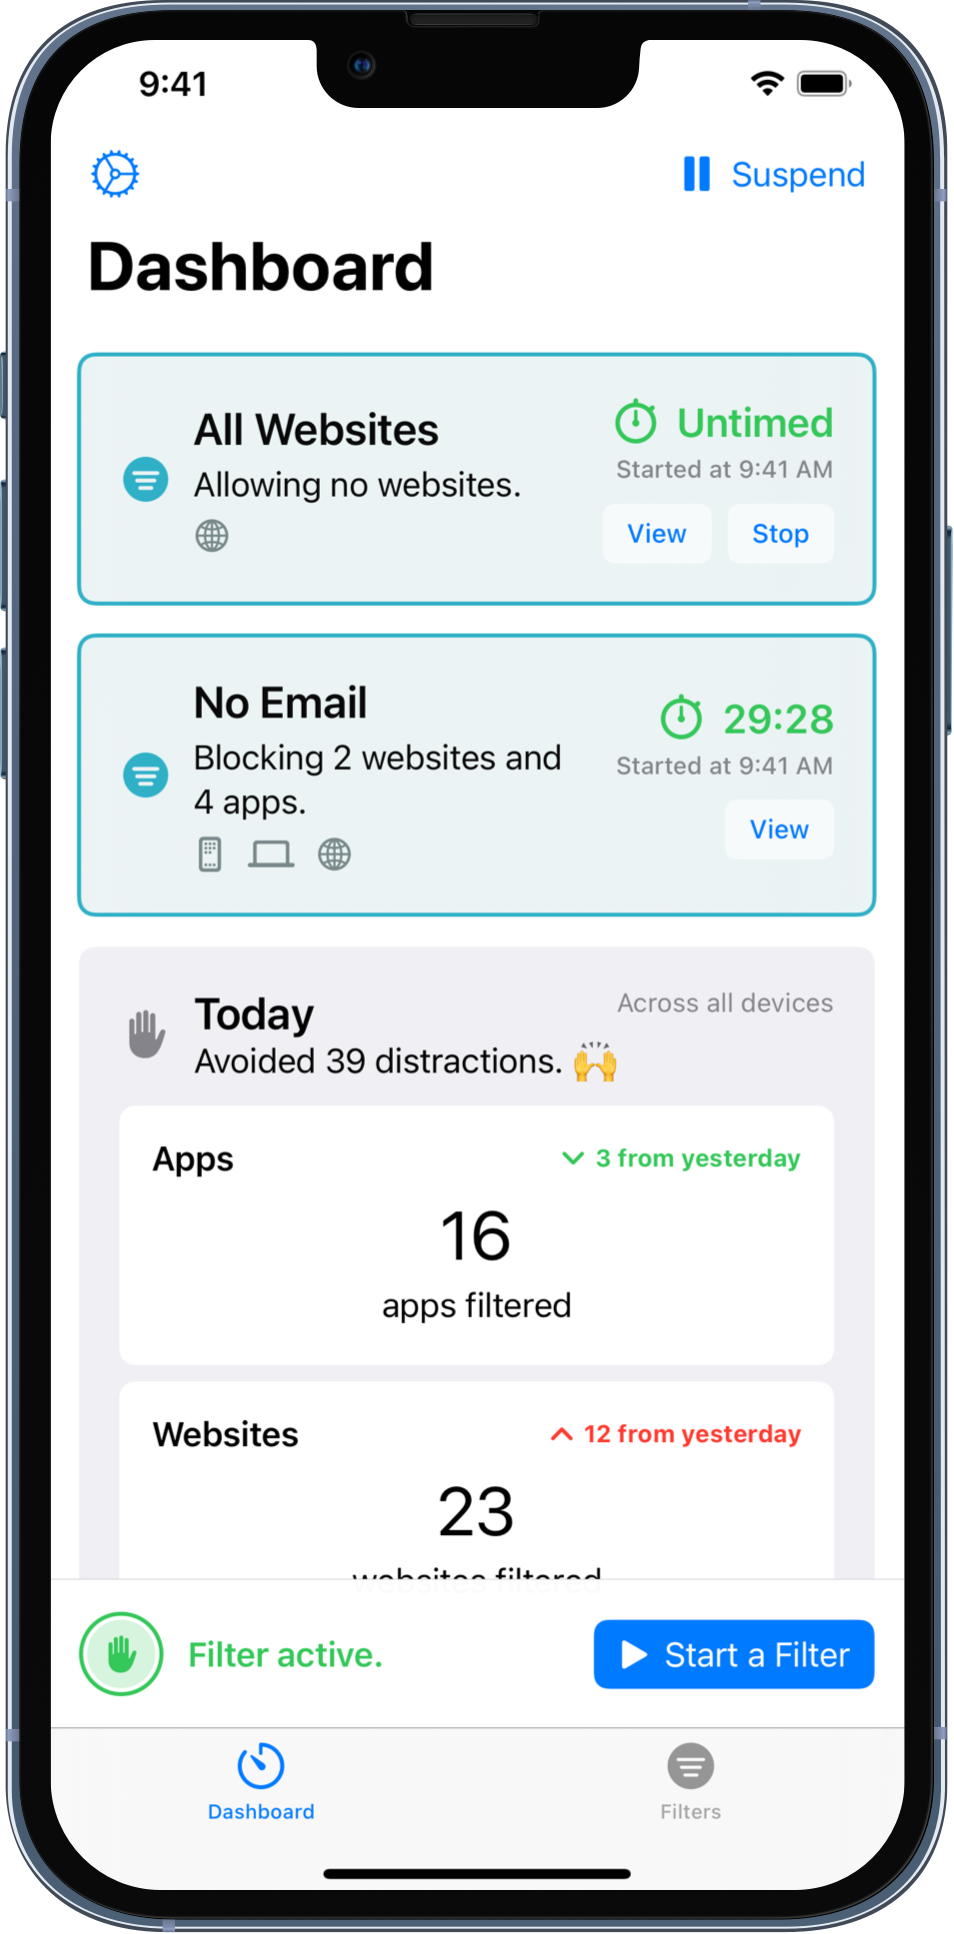 9:41
Suspend
Dashboard
All Websites
Allowing no websites.
Untimed
Started at 9:41 AM
View
Stop
No Email
Blocking 2 websites and
4 apps.
29:28
Started at 9:41 AM
View
Today
Across all devices
Avoided 39 distractions. 🙌
Apps
3 from yesterday
16
apps filtered
Websites
12 from yesterday
23
websites filtered
Filter active.
Start a Filter
Dashboard
Filters